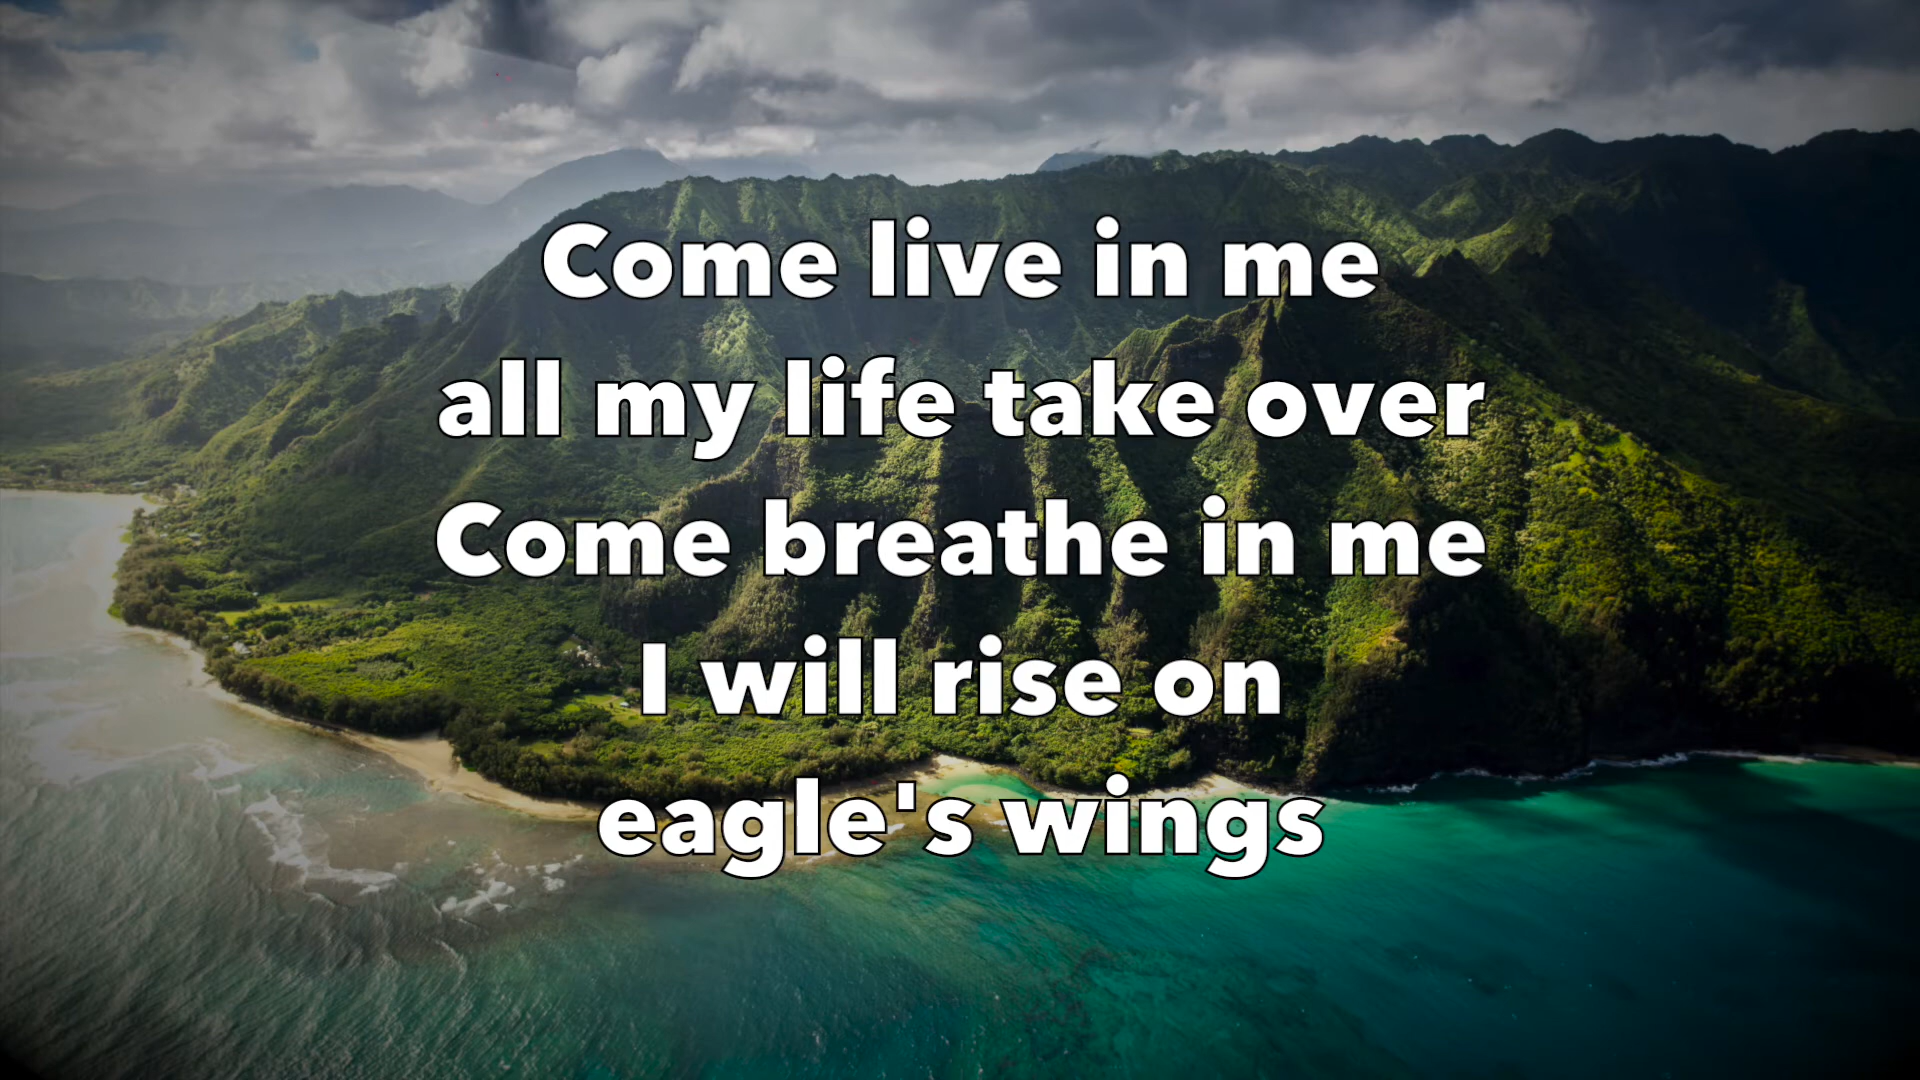 Come live in me
all my life take over
Come breathe in me
I will rise on
eagle's wings